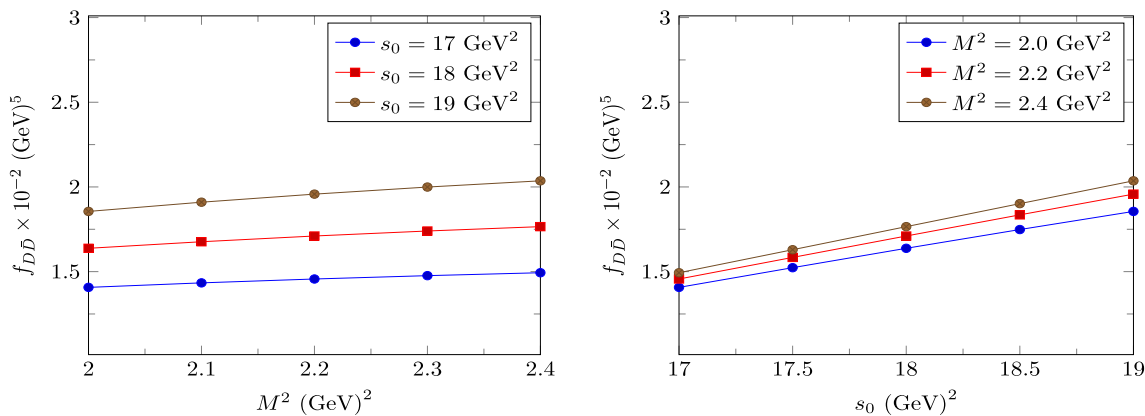 3
2.5
2
1.5
f_{DD̄} × 10^{−2} (GeV)^5
s_0 = 17 GeV^2
s_0 = 18 GeV^2
s_0 = 19 GeV^2
2 2.1 2.2 2.3 2.4
M^2 (GeV)^2
3
2.5
2
1.5
f_{DD̄} × 10^{−2} (GeV)^5
M^2 = 2.0 GeV^2
M^2 = 2.2 GeV^2
M^2 = 2.4 GeV^2
17 17.5 18 18.5 19
s_0 (GeV)^2